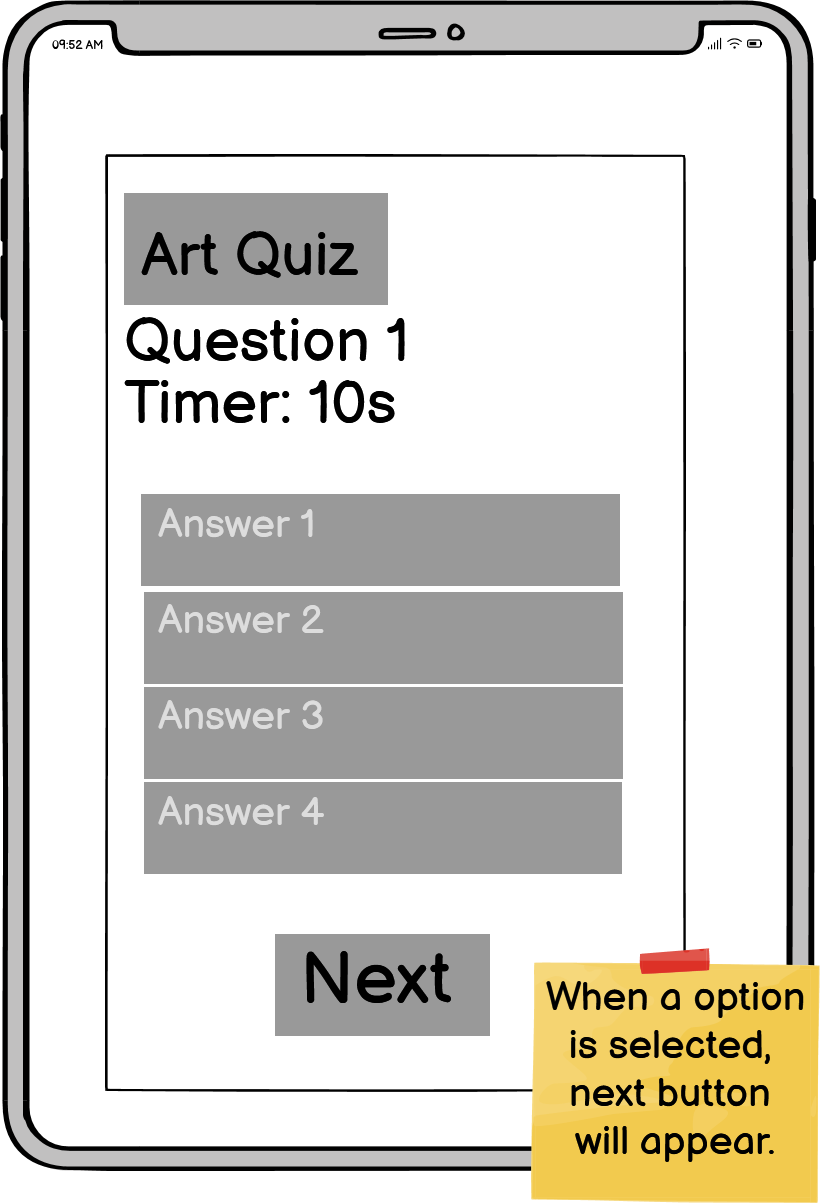 09:52 AM
Art Quiz
Question 1
Timer: 10s
Answer 1
Answer 2
Answer 3
Answer 4
Next
When a option
is selected,
next button
will appear.